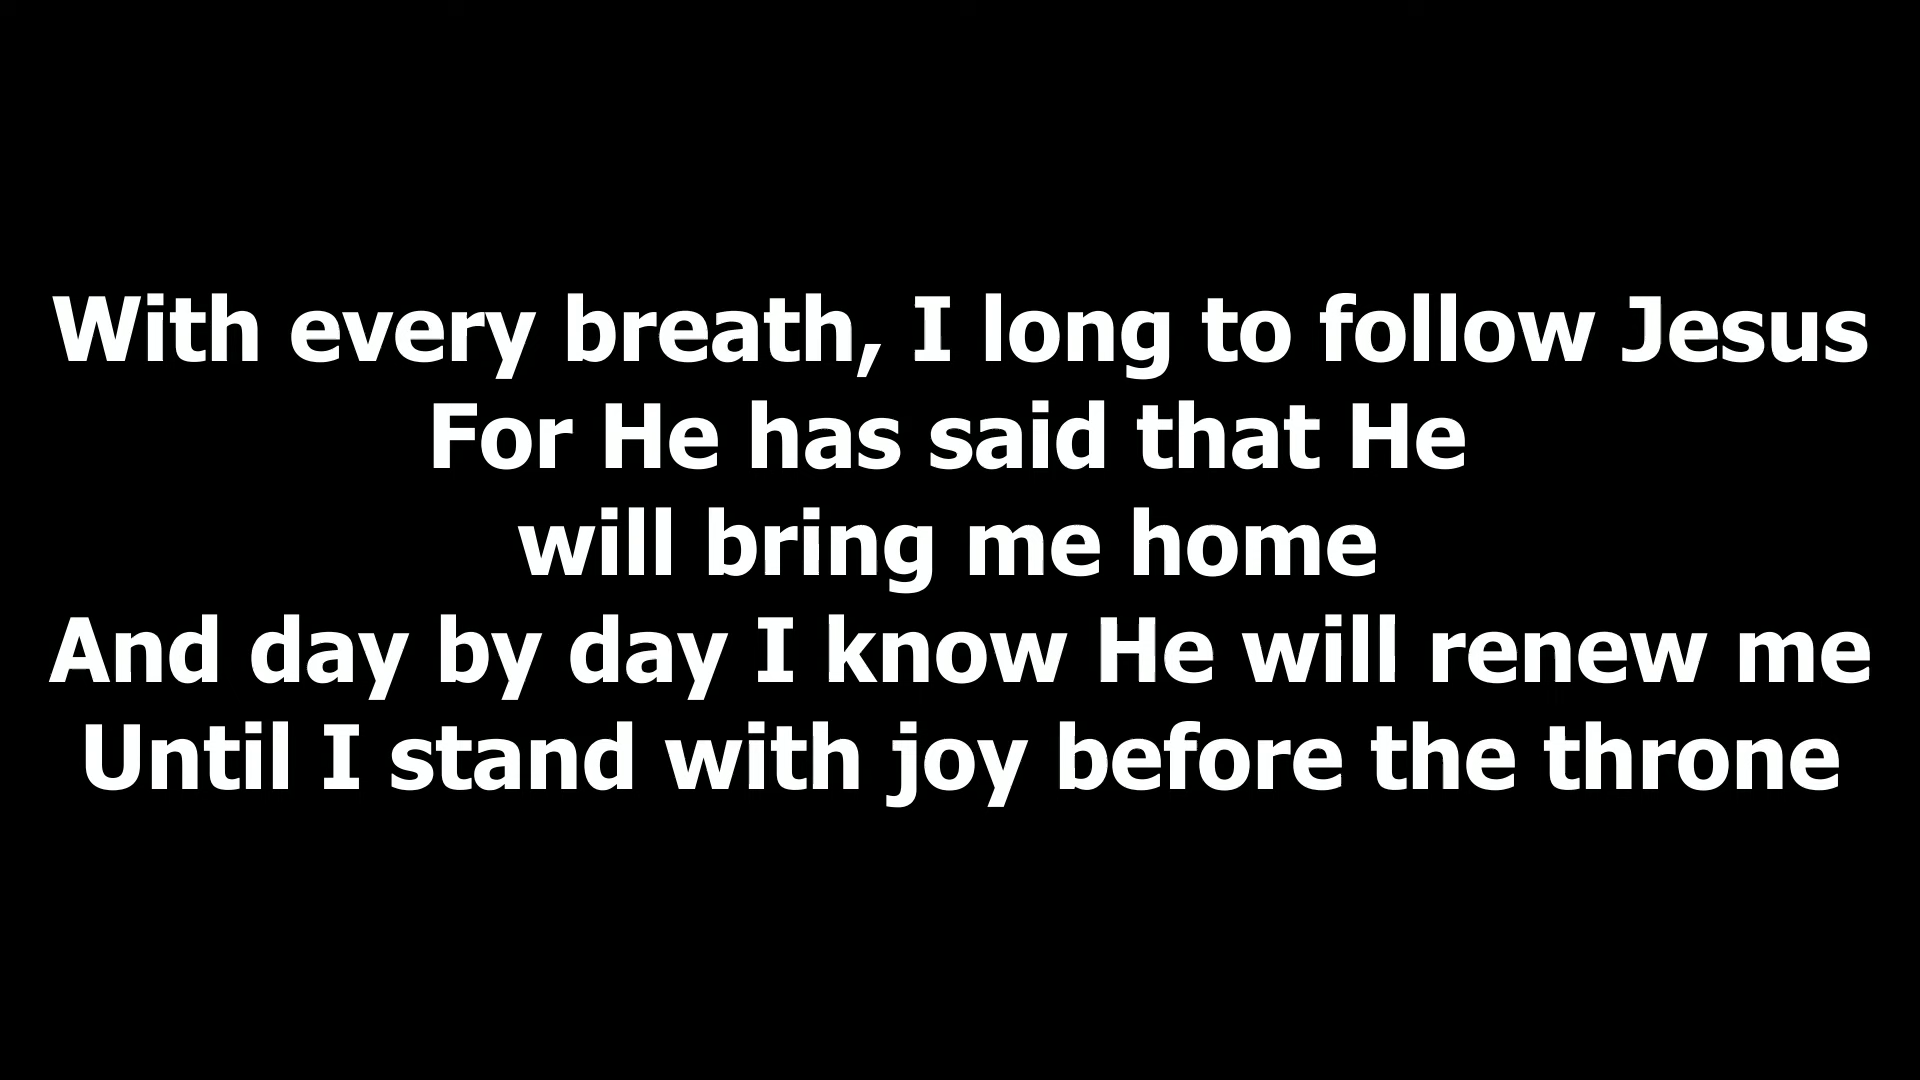 With every breath, I long to follow Jesus
For He has said that He
will bring me home
And day by day I know He will renew me
Until I stand with joy before the throne